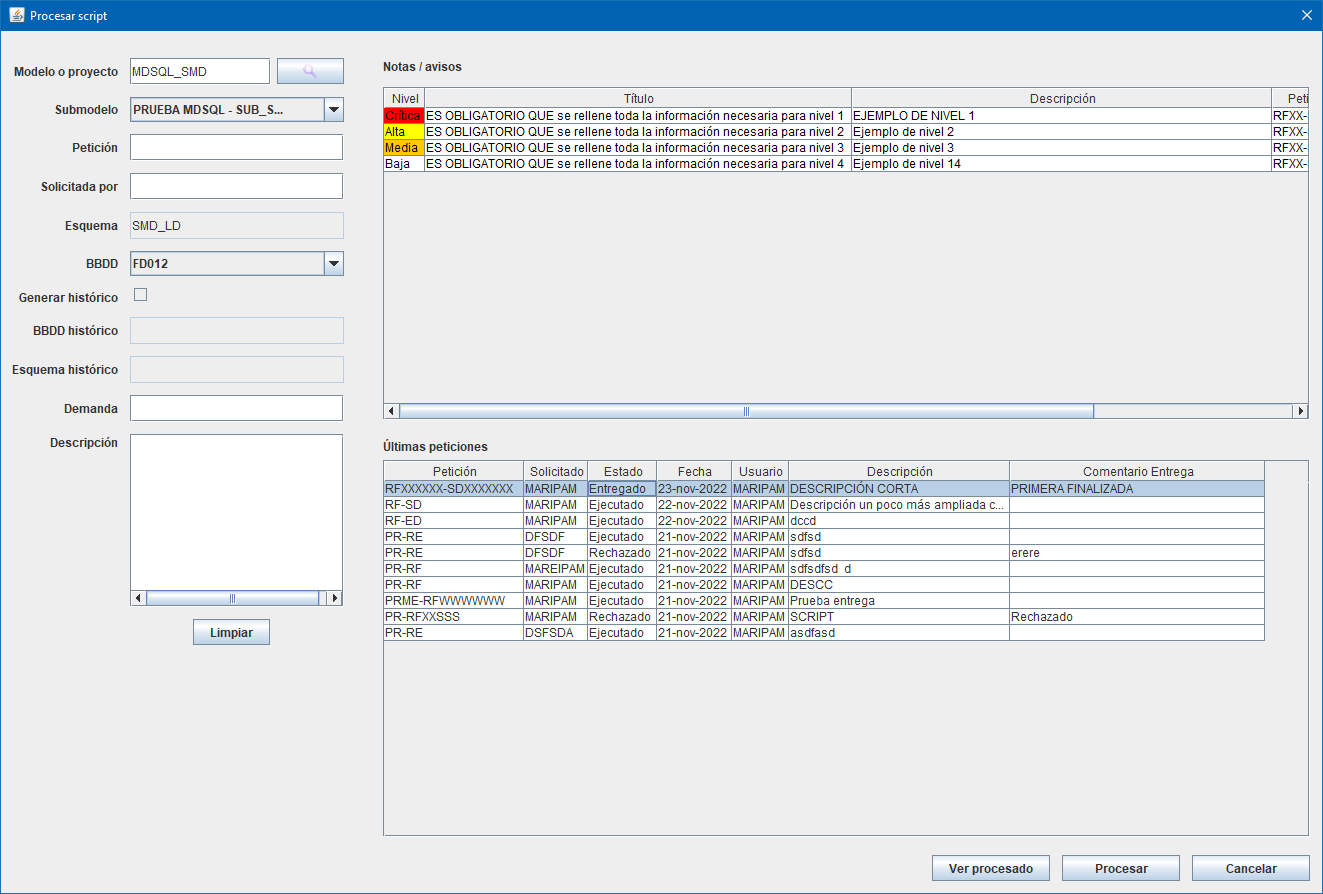 Procesar script
Modelo o proyecto MDSQL_SMD
Submodelo PRUEBA MDSQL - SUB_S...
Petición
Solicitada por
Esquema SMD_LD
BBDD FD012
Generar histórico
BBDD histórico
Esquema histórico
Demanda
Descripción
Limpiar
Notas / avisos
Nivel Título Descripción Peti
Crítica ES OBLIGATORIO QUE se rellene toda la información necesaria para nivel 1 EJEMPLO DE NIVEL 1 RFXX-
Alta ES OBLIGATORIO QUE se rellene toda la información necesaria para nivel 2 Ejemplo de nivel 2 RFXX-
Media ES OBLIGATORIO QUE se rellene toda la información necesaria para nivel 3 Ejemplo de nivel 3 RFXX-
Baja ES OBLIGATORIO QUE se rellene toda la información necesaria para nivel 4 Ejemplo de nivel 14 RFXX-
Últimas peticiones
Petición Solicitado Estado Fecha Usuario Descripción Comentario Entrega
RFXXXXXX-SDXXXXXXX MARIPAM Entregado 23-nov-2022 MARIPAM DESCRIPCIÓN CORTA PRIMERA FINALIZADA
RF-SD MARIPAM Ejecutado 22-nov-2022 MARIPAM Descripción un poco más ampliada c...
RF-ED MARIPAM Ejecutado 22-nov-2022 MARIPAM dccd
PR-RE DFSDF Ejecutado 21-nov-2022 MARIPAM sdfsd
PR-RE DFSDF Rechazado 21-nov-2022 MARIPAM sdfsd erere
PR-RF MAREIPAM Ejecutado 21-nov-2022 MARIPAM sdfsdfsd d
PR-RF MARIPAM Ejecutado 21-nov-2022 MARIPAM DESCC
PRME-RFWWWWWW MARIPAM Ejecutado 21-nov-2022 MARIPAM Prueba entrega
PR-RFXXSSS MARIPAM Rechazado 21-nov-2022 MARIPAM SCRIPT Rechazado
PR-RE DSFSDA Ejecutado 21-nov-2022 MARIPAM asdfasd
Ver procesado Procesar Cancelar